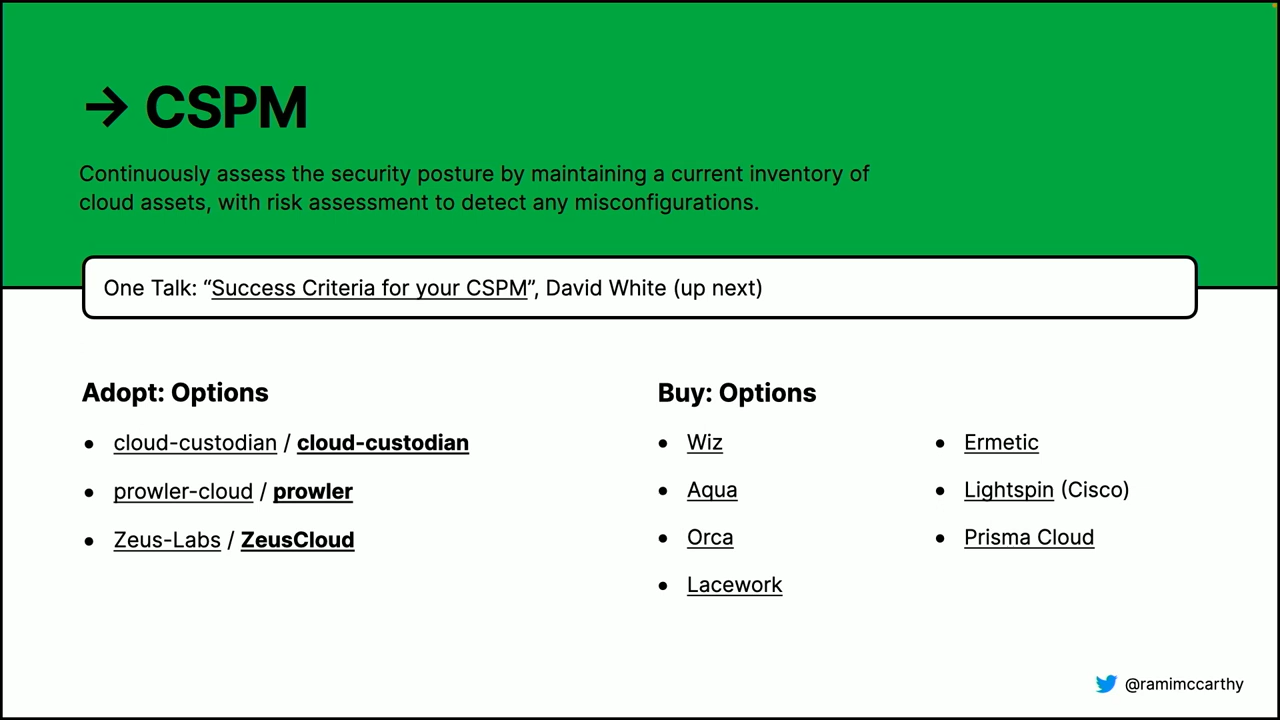 → CSPM
Continuously assess the security posture by maintaining a current inventory of
cloud assets, with risk assessment to detect any misconfigurations.
One Talk: “Success Criteria for your CSPM”, David White (up next)
Adopt: Options
• cloud-custodian / cloud-custodian
• prowler-cloud / prowler
• Zeus-Labs / ZeusCloud
Buy: Options
• Wiz
• Aqua
• Orca
• Lacework
• Ermetic
• Lightspin (Cisco)
• Prisma Cloud
@ramimccarthy